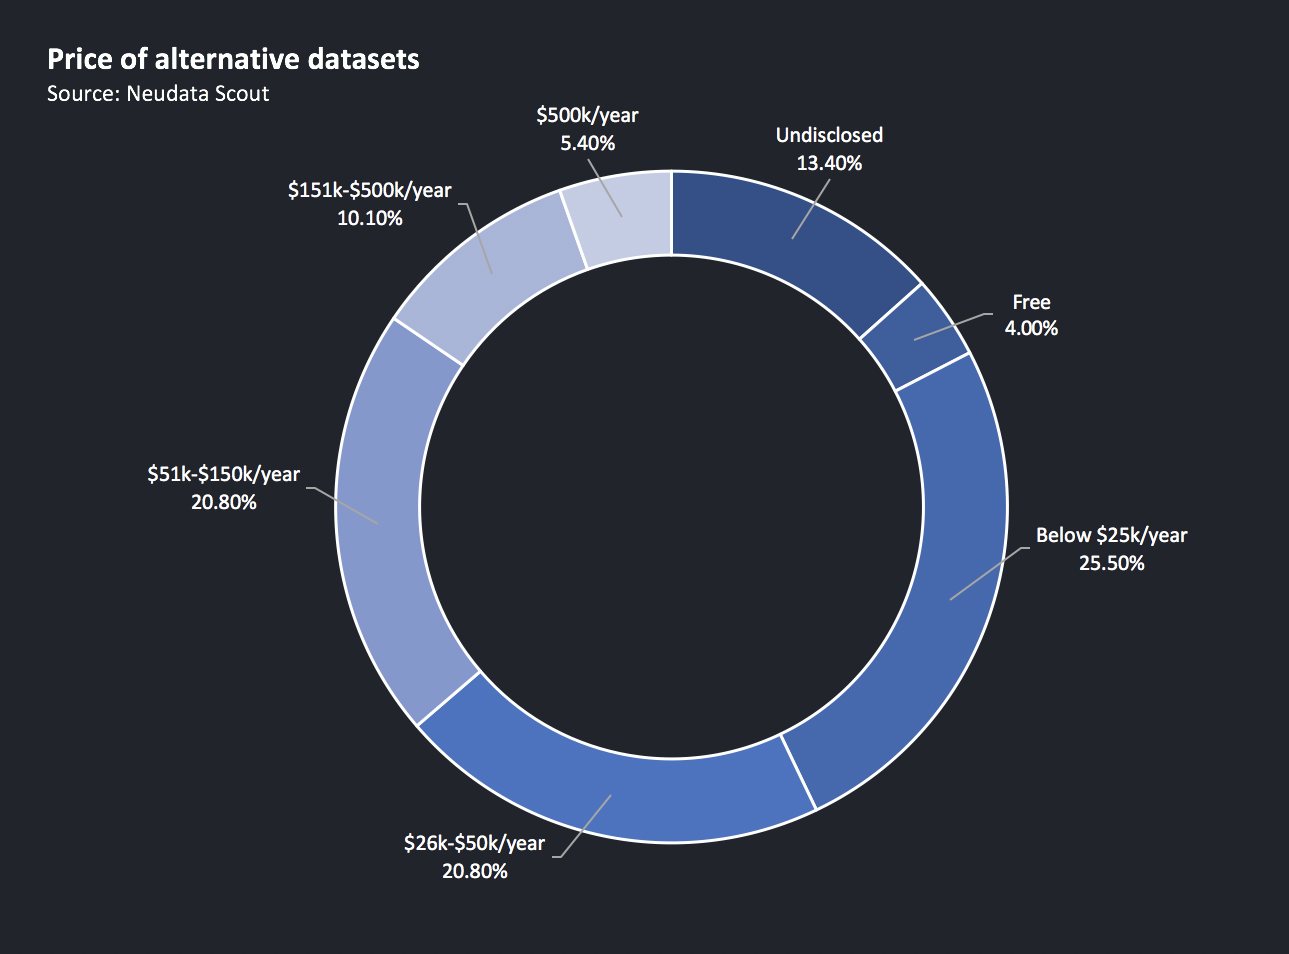 Price of alternative datasets
Source: Neudata Scout
$500k/year
5.40%
Undisclosed
13.40%
$151k-$500k/year
10.10%
Free
4.00%
$51k-$150k/year
20.80%
Below $25k/year
25.50%
$26k-$50k/year
20.80%